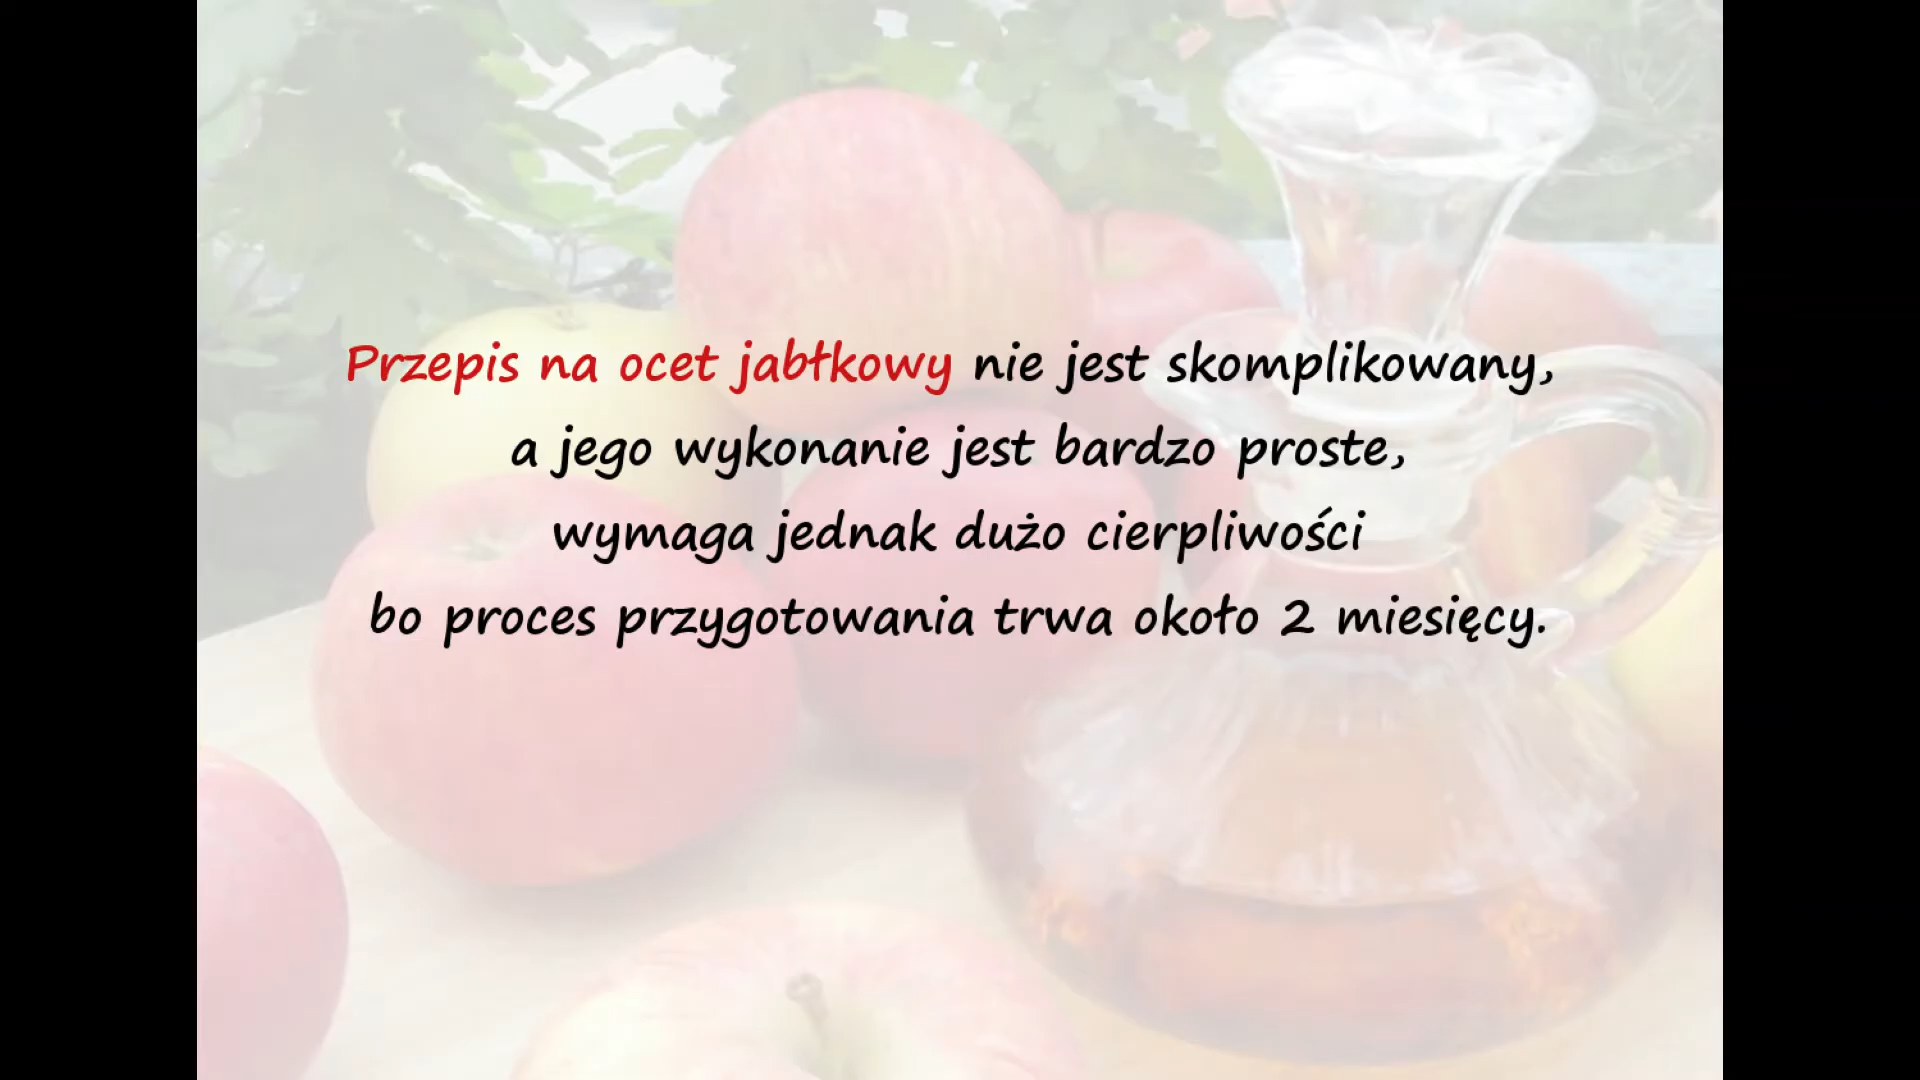 Przepis na ocet jabłkowy nie jest skomplikowany,
a jego wykonanie jest bardzo proste,
wymaga jednak dużo cierpliwości
bo proces przygotowania trwa około 2 miesięcy.